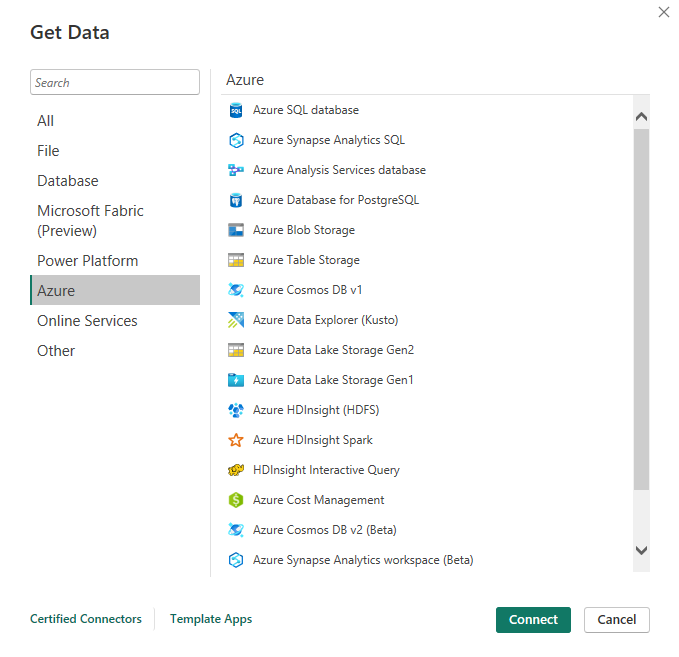 Get Data
Search
All
File
Database
Microsoft Fabric
(Preview)
Power Platform
Azure
Online Services
Other
Azure
SQL
Azure SQL database
Azure Synapse Analytics SQL
Azure Analysis Services database
Azure Database for PostgreSQL
Azure Blob Storage
Azure Table Storage
Azure Cosmos DB v1
Azure Data Explorer (Kusto)
Azure Data Lake Storage Gen2
Azure Data Lake Storage Gen1
Azure HDInsight (HDFS)
Azure HDInsight Spark
HDInsight Interactive Query
$
Azure Cost Management
Azure Cosmos DB v2 (Beta)
Azure Synapse Analytics workspace (Beta)
Certified Connectors
Template Apps
Connect
Cancel